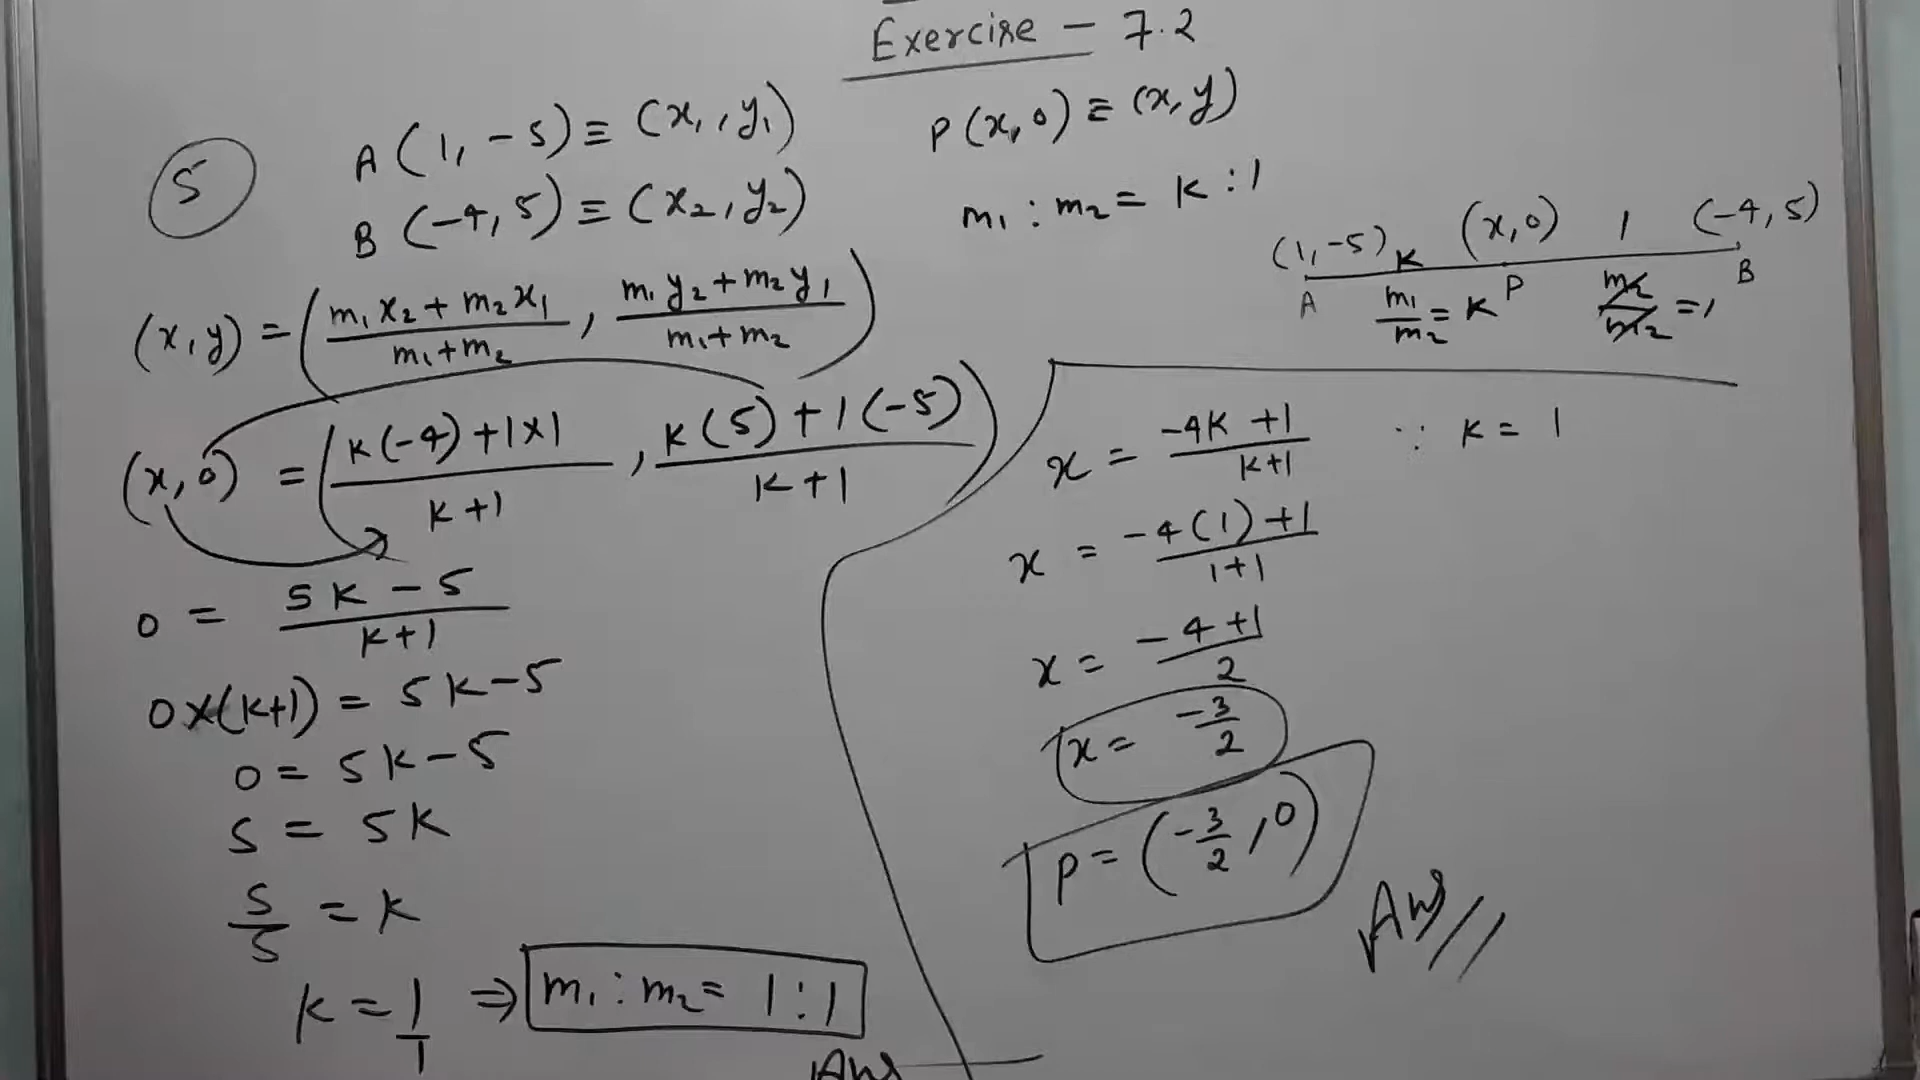 Exercise - 7.2
5
A (1, -5) ≡ (x₁, y₁)
B (-4, 5) ≡ (x₂, y₂)
P (x, 0) ≡ (x, y)
m₁ : m₂ = K : 1
(1, -5) K (x, 0) 1 (-4, 5)
A P B
m₁/m₂ = K m₂/m₂ = 1
(x, y) = ( (m₁x₂ + m₂x₁)/(m₁+m₂) , (m₁y₂ + m₂y₁)/(m₁+m₂) )
(x, 0) = ( (K(-4) + 1×1)/(K+1) , (K(5) + 1(-5))/(K+1) )
0 = (5K - 5)/(K+1)
0×(K+1) = 5K - 5
0 = 5K - 5
5 = 5K
5/5 = K
K = 1/1 ⇒ m₁ : m₂ = 1 : 1
Ans
x = (-4K + 1)/(K+1) ∵ K = 1
x = (-4(1) + 1)/(1+1)
x = (-4 + 1)/2
x = -3/2
P = (-3/2, 0)
Ans//